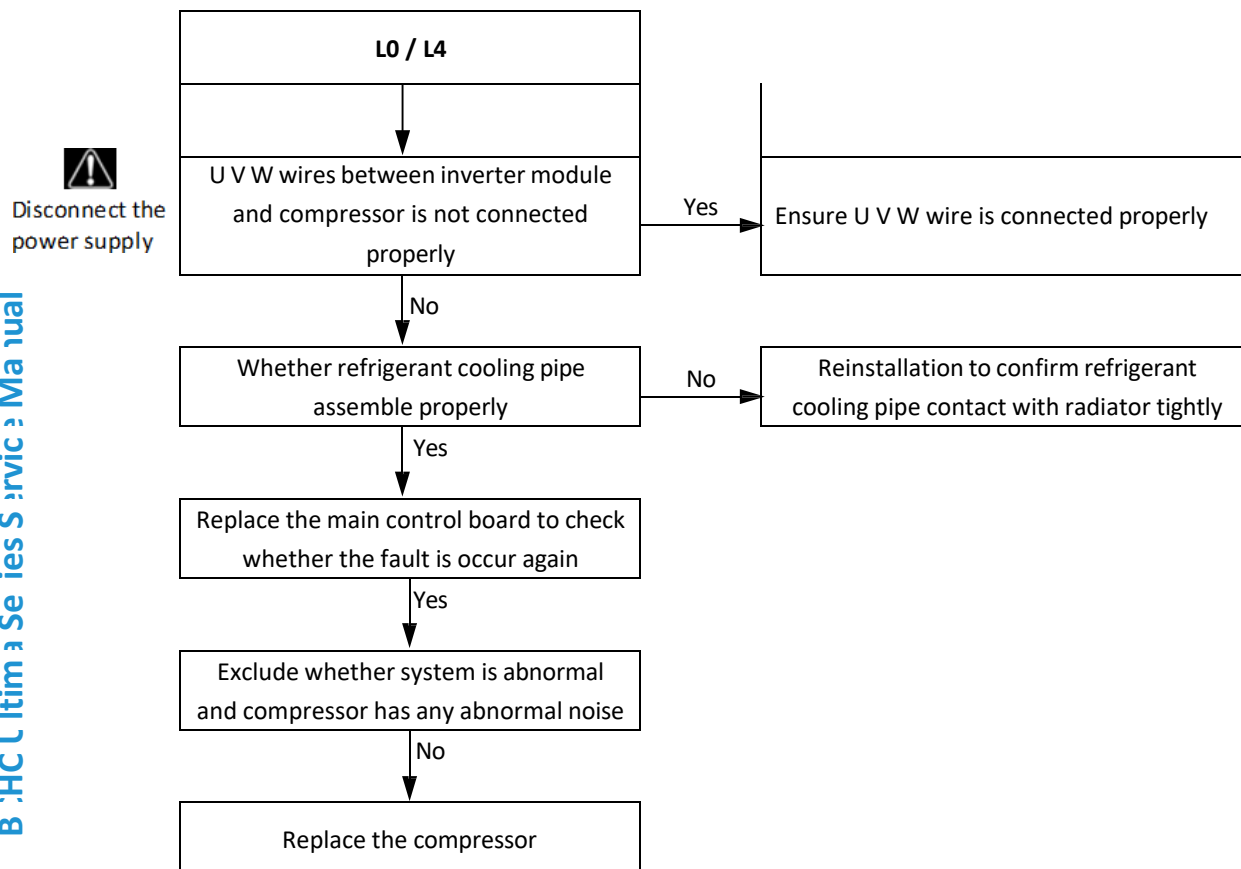 L0 / L4
Disconnect the
power supply
U V W wires between inverter module
and compressor is not connected
properly
Yes
Ensure U V W wire is connected properly
No
Whether refrigerant cooling pipe
assemble properly
No
Reinstallation to confirm refrigerant
cooling pipe contact with radiator tightly
Yes
Replace the main control board to check
whether the fault is occur again
Yes
Exclude whether system is abnormal
and compressor has any abnormal noise
No
Replace the compressor
Manual